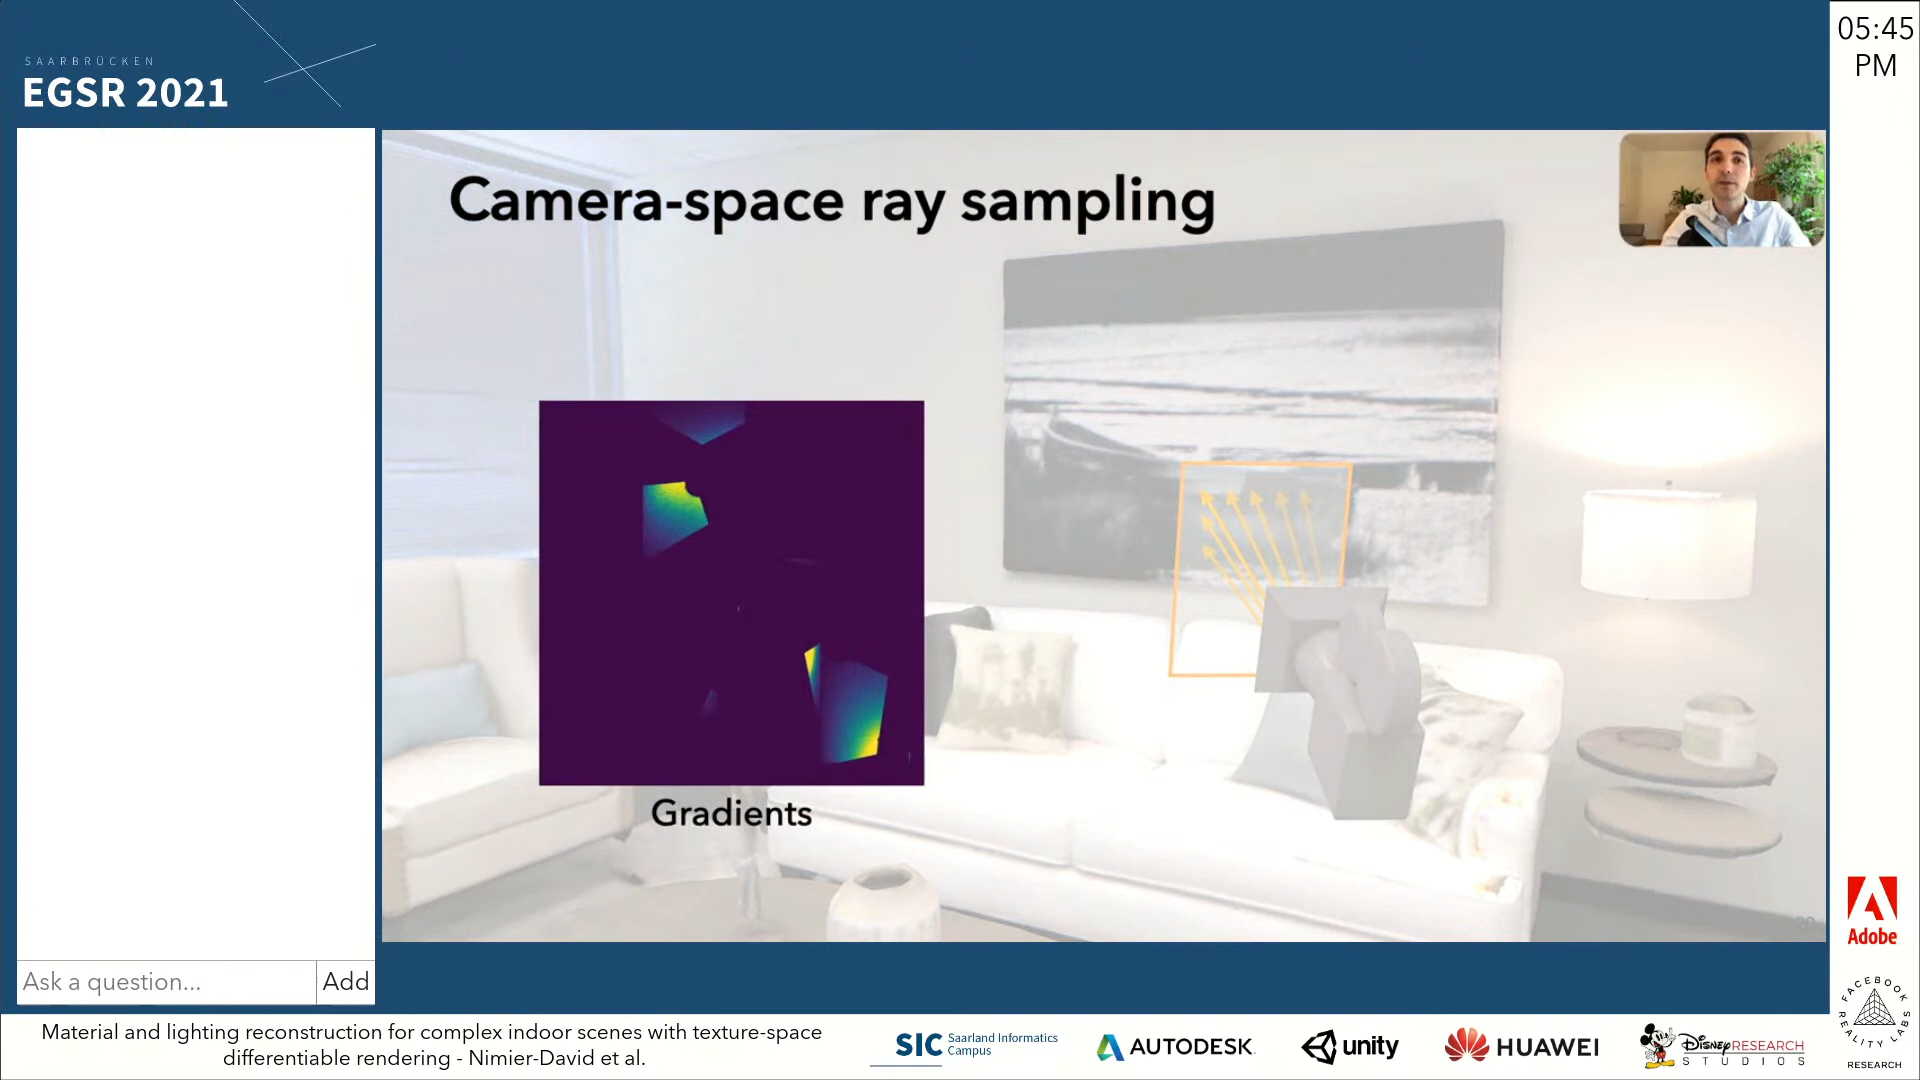 SAARBRÜCKEN
EGSR 2021
05:45
PM
Camera-space ray sampling
Gradients
20
Ask a question...
Add
Material and lighting reconstruction for complex indoor scenes with texture-space
differentiable rendering - Nimier-David et al.
SIC Saarland Informatics
Campus
AUTODESK
unity
HUAWEI
Disney RESEARCH
STUDIOS
Adobe
FACEBOOK
REALITY LABS
RESEARCH